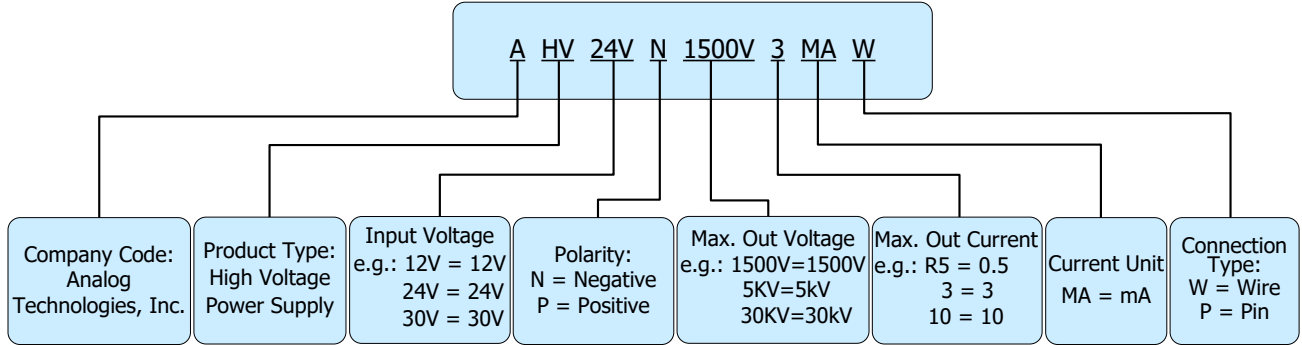 A HV 24V N 1500V 3 MA W
Company Code:
Analog
Technologies, Inc.
Product Type:
High Voltage
Power Supply
Input Voltage
e.g.: 12V = 12V
24V = 24V
30V = 30V
Polarity:
N = Negative
P = Positive
Max. Out Voltage
e.g.: 1500V=1500V
5KV=5kV
30KV=30kV
Max. Out Current
e.g.: R5 = 0.5
3 = 3
10 = 10
Current Unit
MA = mA
Connection
Type:
W = Wire
P = Pin